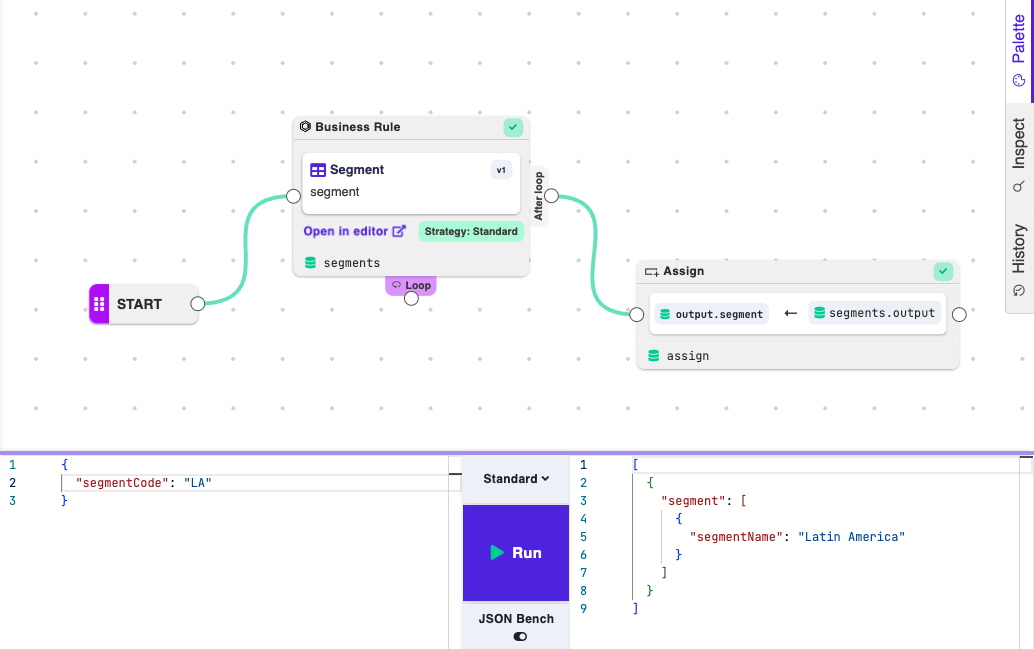 Palette
Inspect
History
Business Rule
Segment
v1
segment
Open in editor
Strategy: Standard
segments
After loop
Loop
START
Assign
output.segment ← segments.output
assign
1 {
2 "segmentCode": "LA"
3 }
Standard
Run
JSON Bench
1 [
2 {
3 "segment": [
4 {
5 "segmentName": "Latin America"
6 }
7 ]
8 }
9 ]